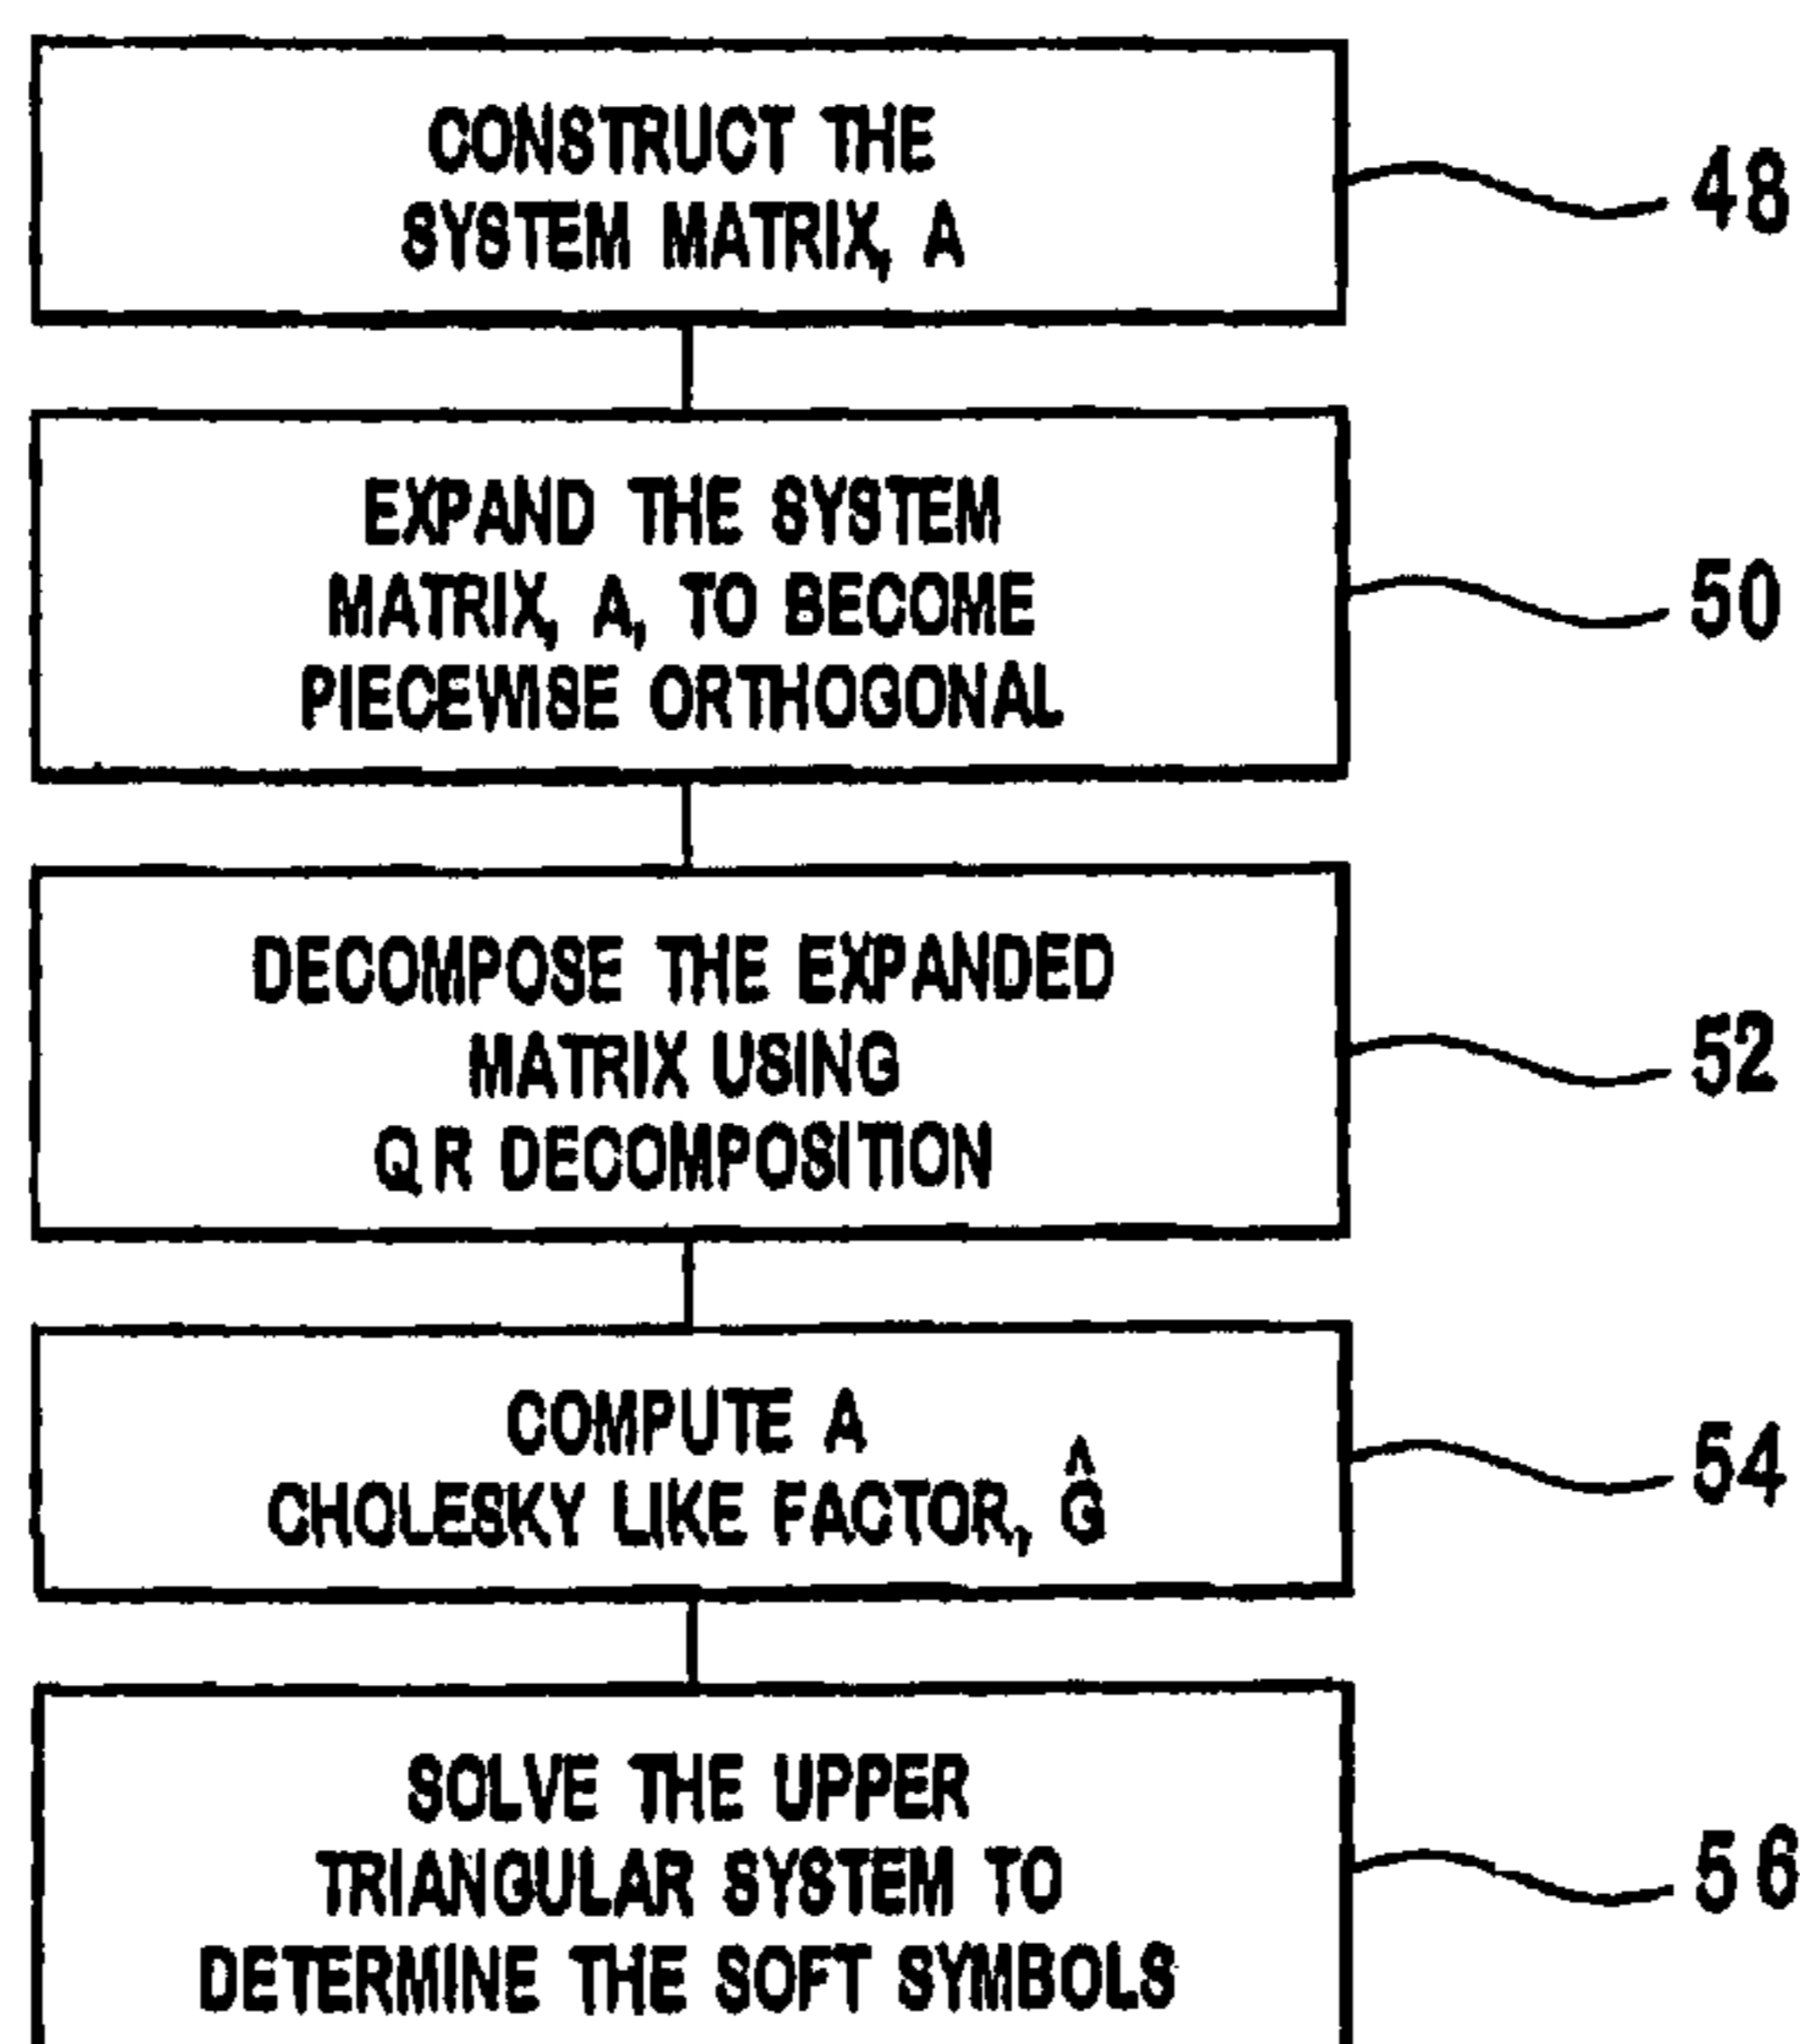 CONSTRUCT THE
SYSTEM MATRIX, A
48
EXPAND THE SYSTEM
MATRIX, A, TO BECOME
PIECEWISE ORTHOGONAL
50
DECOMPOSE THE EXPANDED
MATRIX USING
QR DECOMPOSITION
52
COMPUTE A
CHOLESKY LIKE FACTOR, Ĝ
54
SOLVE THE UPPER
TRIANGULAR SYSTEM TO
DETERMINE THE SOFT SYMBOLS
56